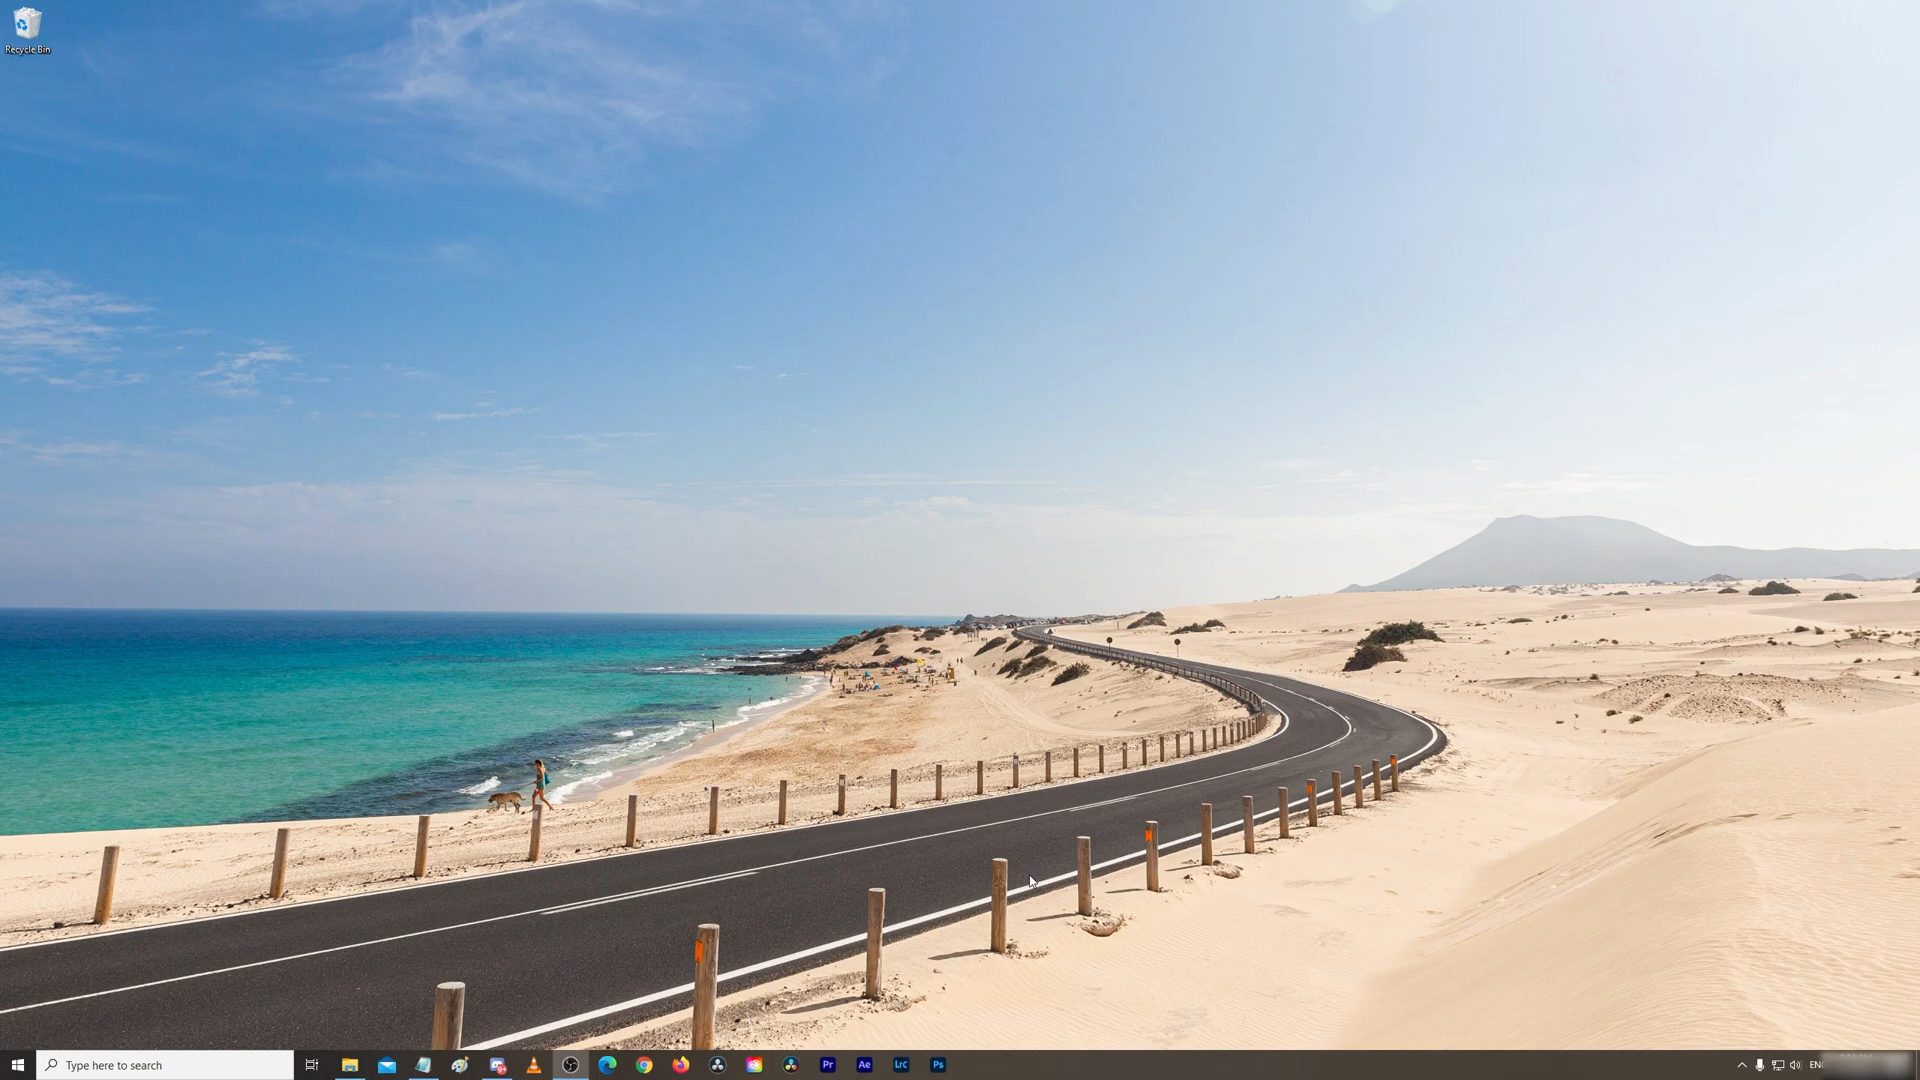 Recycle Bin
Type here to search
Pr
Ae
Lrc
Ps
ENG